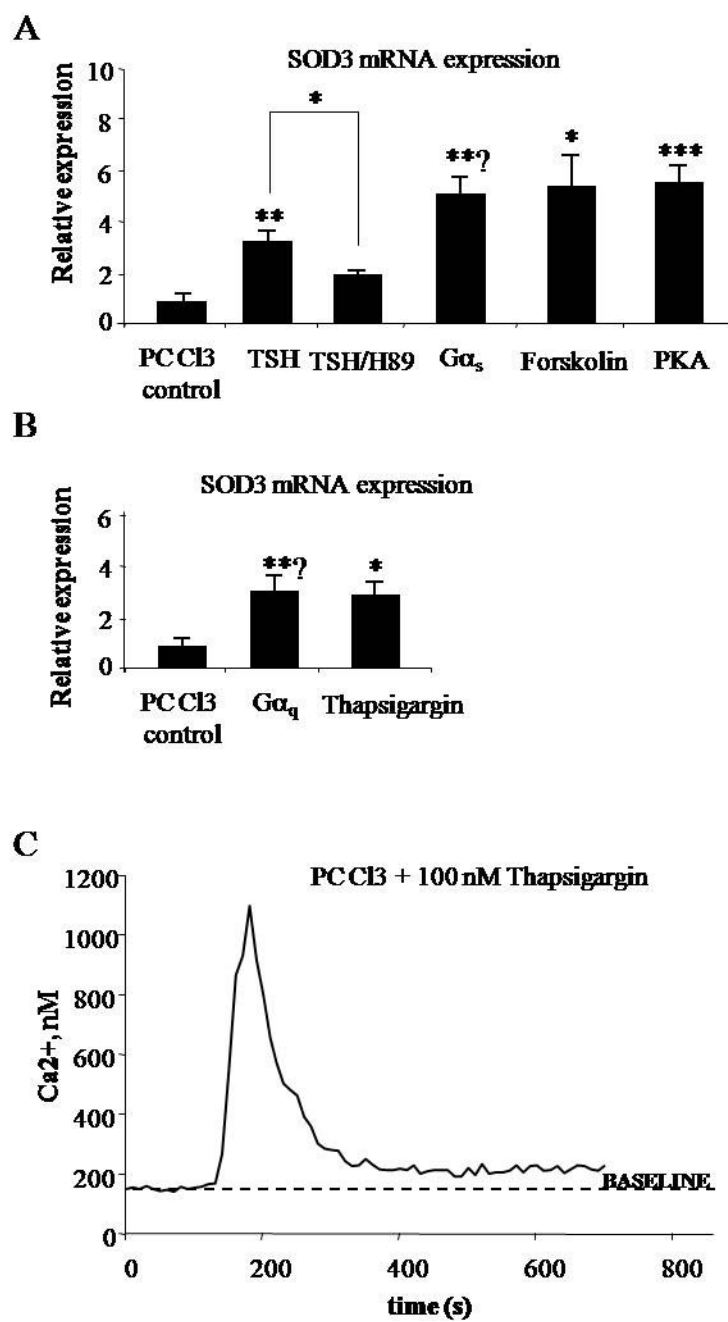 A
SOD3 mRNA expression
Relative expression
10
8
6
4
2
0
*
**
**?
*
***
PC Cl3 control
TSH
TSH/H89
Gαs
Forskolin
PKA
B
SOD3 mRNA expression
Relative expression
6
4
2
0
**?
*
PC Cl3 control
Gαq
Thapsigargin
C
PC Cl3 + 100 nM Thapsigargin
Ca2+, nM
1200
1000
800
600
400
200
0
BASELINE
0 200 400 600 800
time (s)